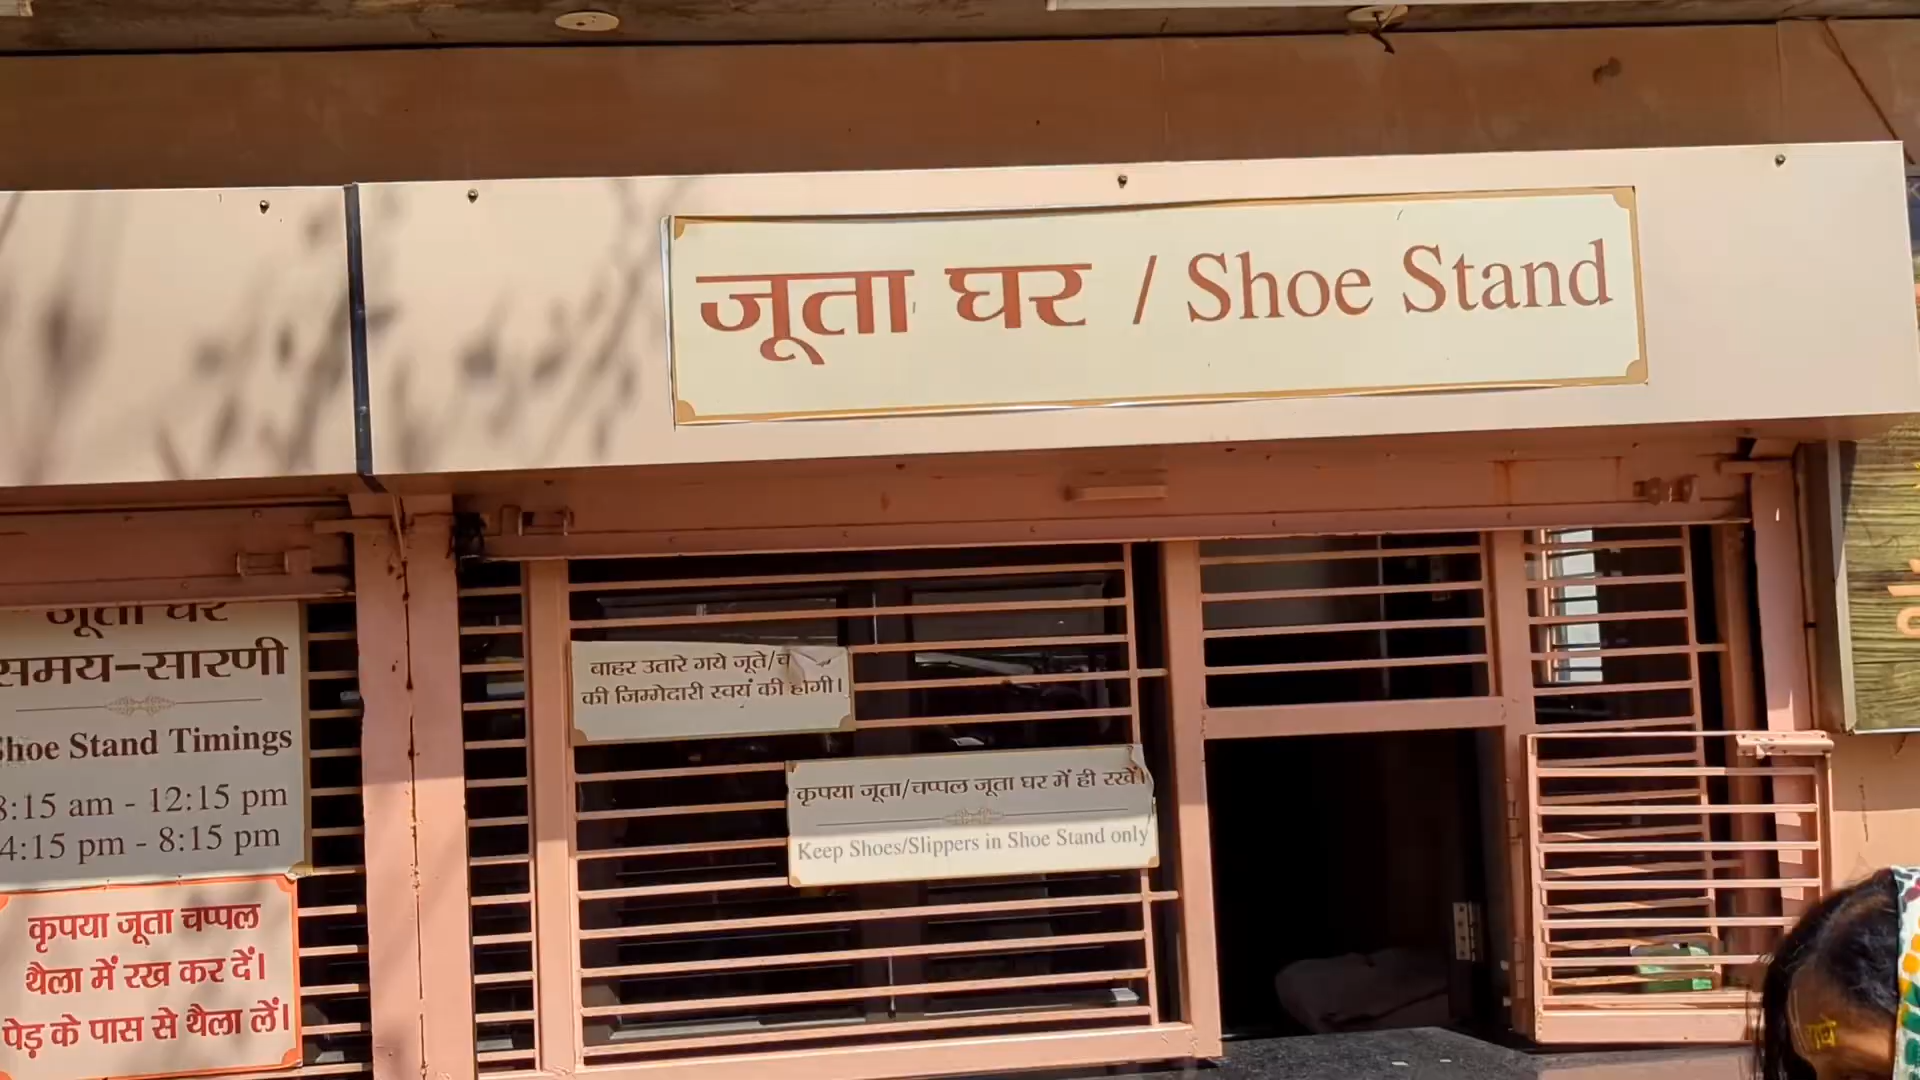 जूता घर / Shoe Stand
जूता घर
समय-सारणी
Shoe Stand Timings
8:15 am - 12:15 pm
4:15 pm - 8:15 pm
कृपया जूता चप्पल
थैला में रख कर दें।
पेड़ के पास से थैला लें।
बाहर उतारे गये जूते/
की जिम्मेदारी स्वयं की होगी।
कृपया जूता/चप्पल जूता घर में ही रखें।
Keep Shoes/Slippers in Shoe Stand only